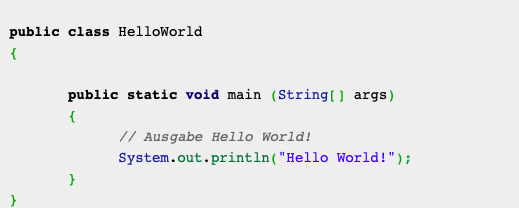 public class HelloWorld
{
public static void main (String[] args)
{
// Ausgabe Hello World!
System.out.println("Hello World!");
}
}